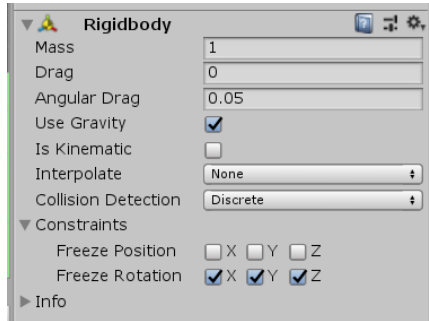 Rigidbody
Mass 1
Drag 0
Angular Drag 0.05
Use Gravity
Is Kinematic
Interpolate None
Collision Detection Discrete
Constraints
Freeze Position X Y Z
Freeze Rotation X Y Z
Info